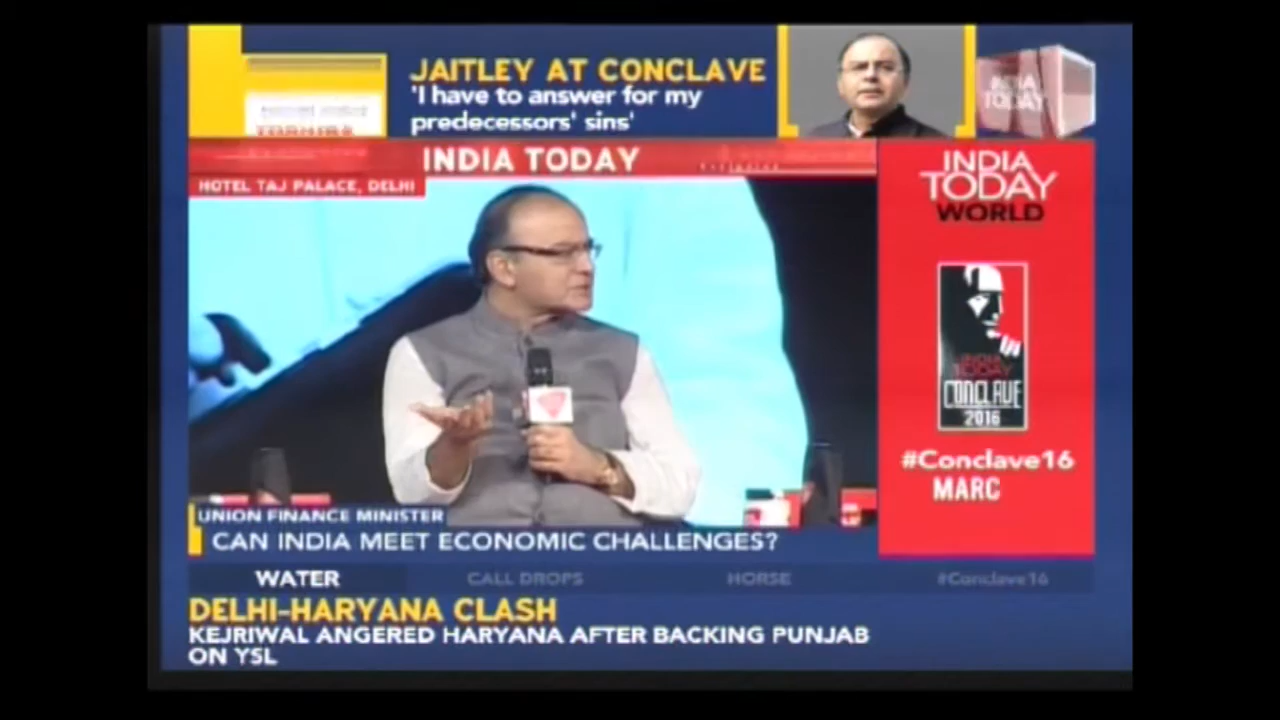 JAITLEY AT CONCLAVE
'I have to answer for my
predecessors' sins'
INDIA
TODAY
INDIA TODAY
HOTEL TAJ PALACE, DELHI
INDIA
TODAY
WORLD
INDIA
TODAY
CONCLAVE
2016
#Conclave16
MARC
UNION FINANCE MINISTER
CAN INDIA MEET ECONOMIC CHALLENGES?
WATER
CALL DROPS
HORSE
#Conclave16
DELHI-HARYANA CLASH
KEJRIWAL ANGERED HARYANA AFTER BACKING PUNJAB
ON YSL